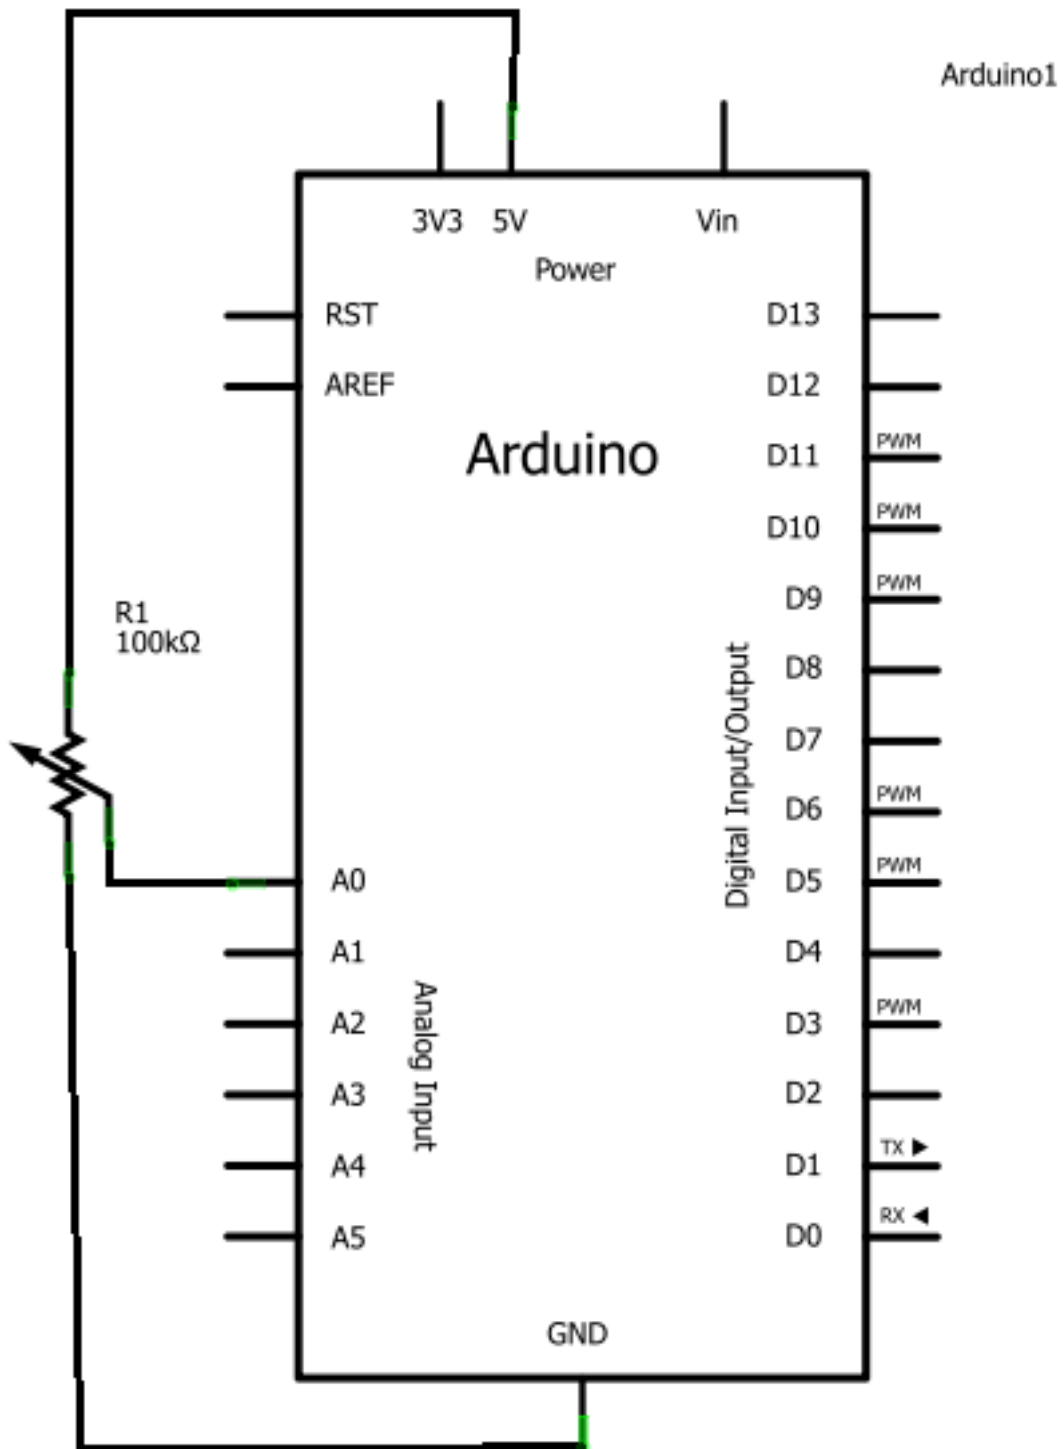 Arduino1
3V3 5V Vin
Power
RST
D13
AREF
D12
Arduino
D11 PWM
D10 PWM
D9 PWM
R1
100kΩ
D8
Digital Input/Output
D7
D6 PWM
A0
D5 PWM
A1
D4
Analog Input
A2
D3 PWM
A3
D2
A4
D1 TX ►
A5
D0 RX ◄
GND